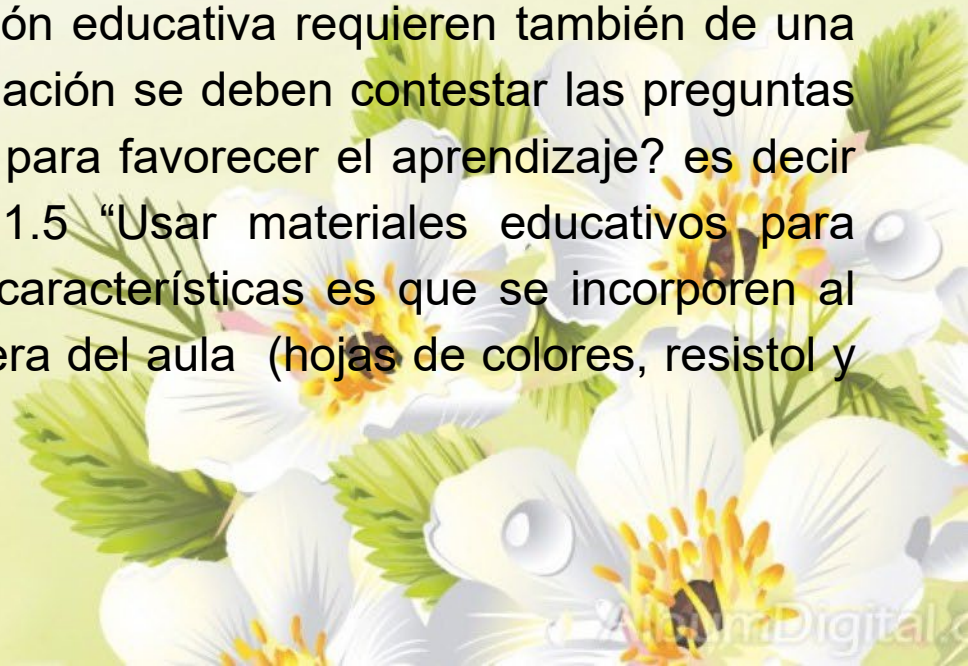 ón educativa requieren también de una
ación se deben contestar las preguntas
para favorecer el aprendizaje? es decir
1.5 “Usar materiales educativos para
características es que se incorporen al
era del aula (hojas de colores, resistol y
AlbumDigital.c